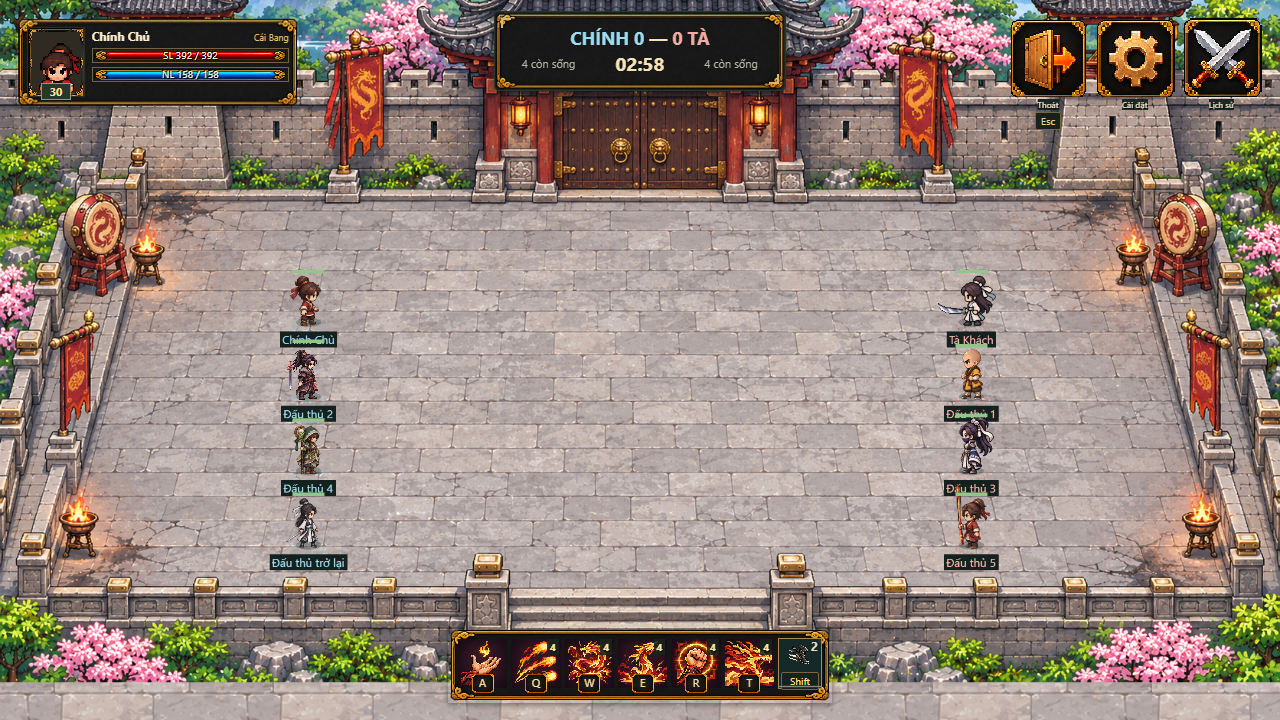 Chính Chủ
Cái Bang
SL 392 / 392
NL 158 / 158
30
CHÍNH 0 — 0 TÀ
4 còn sống
02:58
4 còn sống
Thoát
Esc
Cài đặt
Lịch sử
Chính Chủ
Tà Khách
Đấu thủ 2
Đấu thủ 1
Đấu thủ 4
Đấu thủ 3
Đấu thủ trở lại
Đấu thủ 5
4
4
4
4
4
2
A
Q
W
E
R
T
Shift